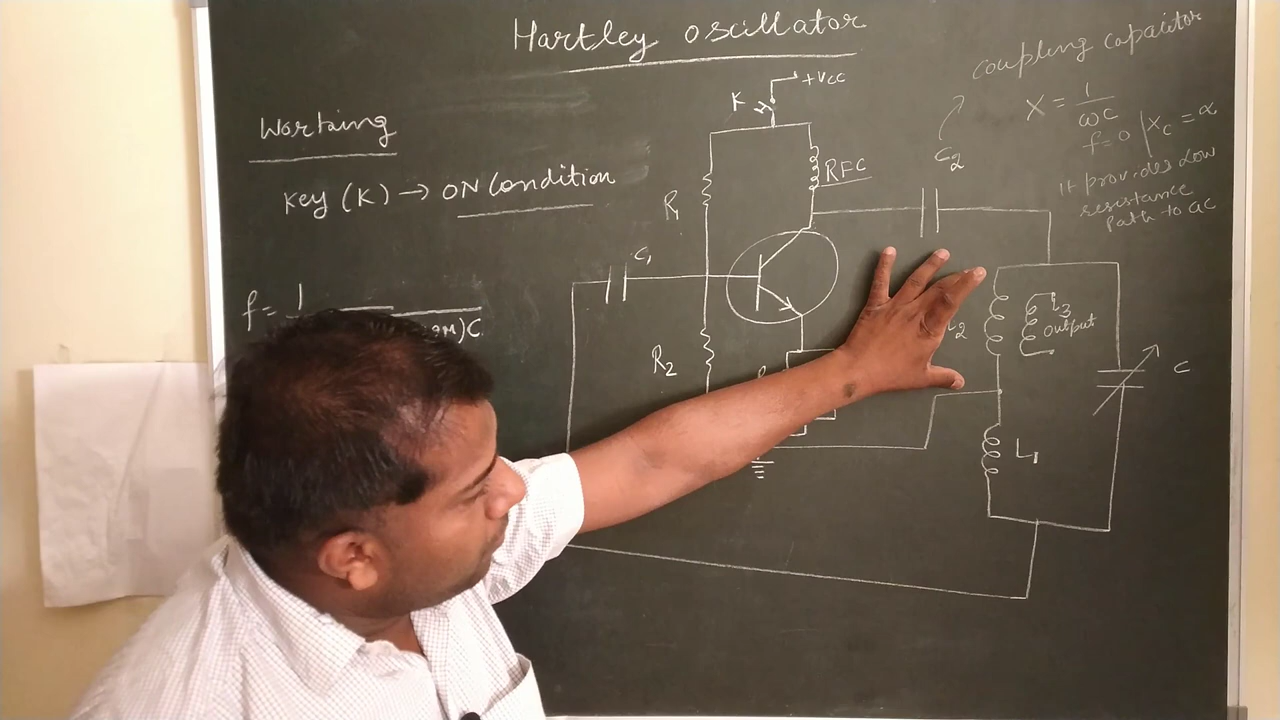 Hartley oscillator
coupling capacitor
X = 1/ωC
f=0 | Xc = α
It provides low
resistance
path to ac
+Vcc
K
Working
Key (K) → ON Condition
RFC
C2
R1
C1
f = 1
2M)C
R2
L2
L3
output
C
L1